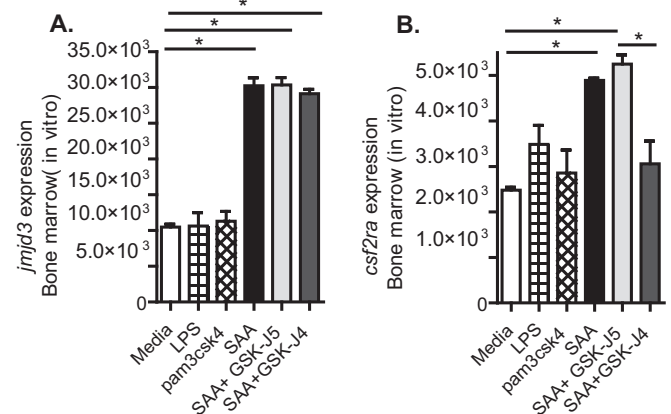 A.
*
*
*
35.0×10³
30.0×10³
25.0×10³
20.0×10³
15.0×10³
10.0×10³
5.0×10³
0
jmjd3 expression
Bone marrow( in vitro)
Media
LPS
pam3csk4
SAA
SAA+ GSK-J5
SAA+GSK-J4
B.
*
*
*
5.0×10³
4.0×10³
3.0×10³
2.0×10³
1.0×10³
0
csf2ra expression
Bone marrow (in vitro)
Media
LPS
pam3csk4
SAA
SAA+ GSK-J5
SAA+GSK-J4